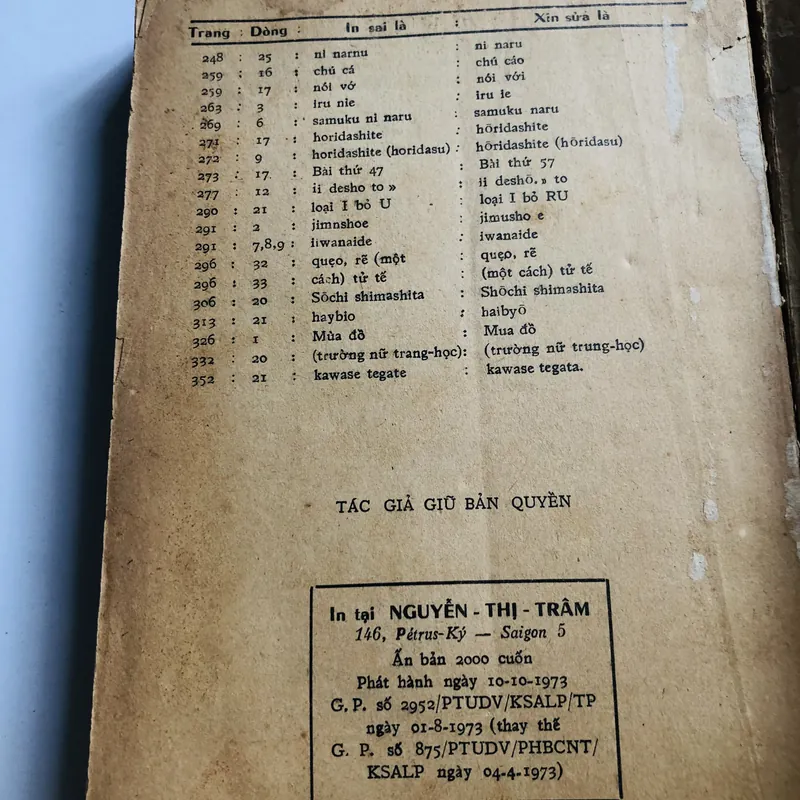 Trang : Dòng : In sai là : Xin sửa là
248 : 25 : ni narnu : ni naru
259 : 16 : chú cá : chú cáo
259 : 17 : nói vớ : nói với
263 : 3 : iru nie : iru ie
269 : 6 : samuku ni naru : samuku naru
271 : 17 : horidashite : hōridashite
272 : 9 : horidashite (horidasu) : hōridashite (hōridasu)
273 : 17 : Bài thứ 47 : Bài thứ 57
277 : 12 : ii desho to » : ii deshō, » to
290 : 21 : loại I bỏ U : loại I bỏ RU
291 : 2 : jimnshoe : jimusho e
291 : 7,8,9 : iiwanaide : iwanaide
296 : 32 : quẹo, rẽ (một : quẹo, rẽ
296 : 33 : cách) tử tế : (một cách) tử tế
306 : 20 : Sōchi shimashita : Shōchi shimashita
313 : 21 : haybio : haibyō
326 : 1 : Mùa đồ : Mua đồ
332 : 20 : (trường nữ trang-học): (trường nữ trung-học)
352 : 21 : kawase tegate : kawase tegata.
TÁC GIẢ GIỮ BẢN QUYỀN
In tại NGUYỄN - THỊ - TRÂM
146, Pétrus-Ký — Saigon 5
Ấn bản 2000 cuốn
Phát hành ngày 10-10-1973
G. P. số 2952/PTUDV/KSALP/TP
ngày 01-8-1973 (thay thế
G. P. số 875/PTUDV/PHBCNT/
KSALP ngày 04-4-1973)